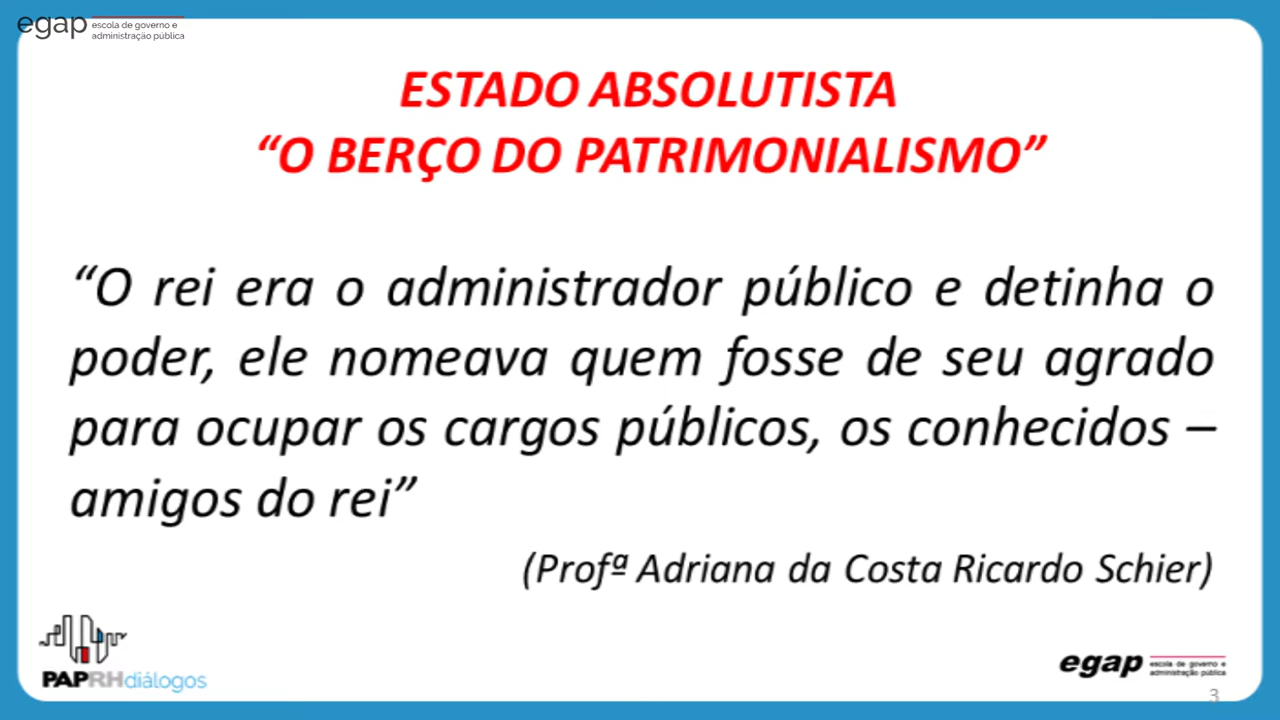 egap escola de governo e
administração pública
ESTADO ABSOLUTISTA
“O BERÇO DO PATRIMONIALISMO”
“O rei era o administrador público e detinha o
poder, ele nomeava quem fosse de seu agrado
para ocupar os cargos públicos, os conhecidos –
amigos do rei”
(Profª Adriana da Costa Ricardo Schier)
PAPRHdiálogos
egap escola de governo e
administração pública
3